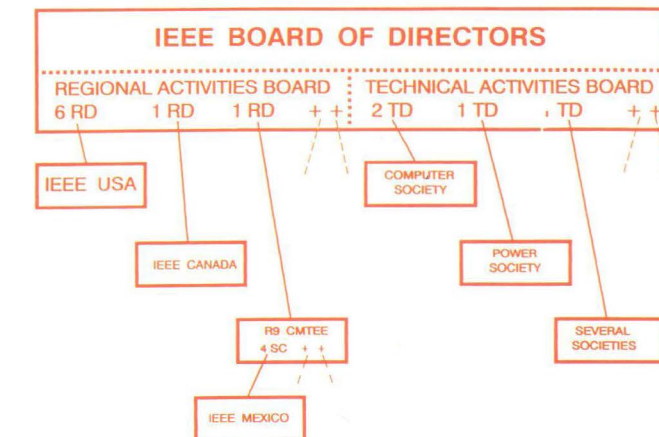 IEEE BOARD OF DIRECTORS
REGIONAL ACTIVITIES BOARD
6 RD 1 RD 1 RD + +
TECHNICAL ACTIVITIES BOARD
2 TD 1 TD TD + +
IEEE USA
COMPUTER
SOCIETY
IEEE CANADA
POWER
SOCIETY
R9 CMTEE
4 SC + +
SEVERAL
SOCIETIES
IEEE MEXICO